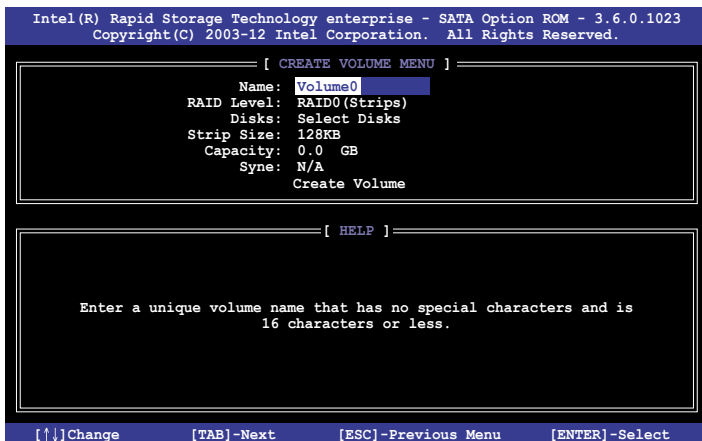 Intel(R) Rapid Storage Technology enterprise - SATA Option ROM - 3.6.0.1023
Copyright(C) 2003-12 Intel Corporation. All Rights Reserved.
[ CREATE VOLUME MENU ]
Name: Volume0
RAID Level: RAID0(Strips)
Disks: Select Disks
Strip Size: 128KB
Capacity: 0.0 GB
Syne: N/A
Create Volume
[ HELP ]
Enter a unique volume name that has no special characters and is
16 characters or less.
[↑↓]Change [TAB]-Next [ESC]-Previous Menu [ENTER]-Select